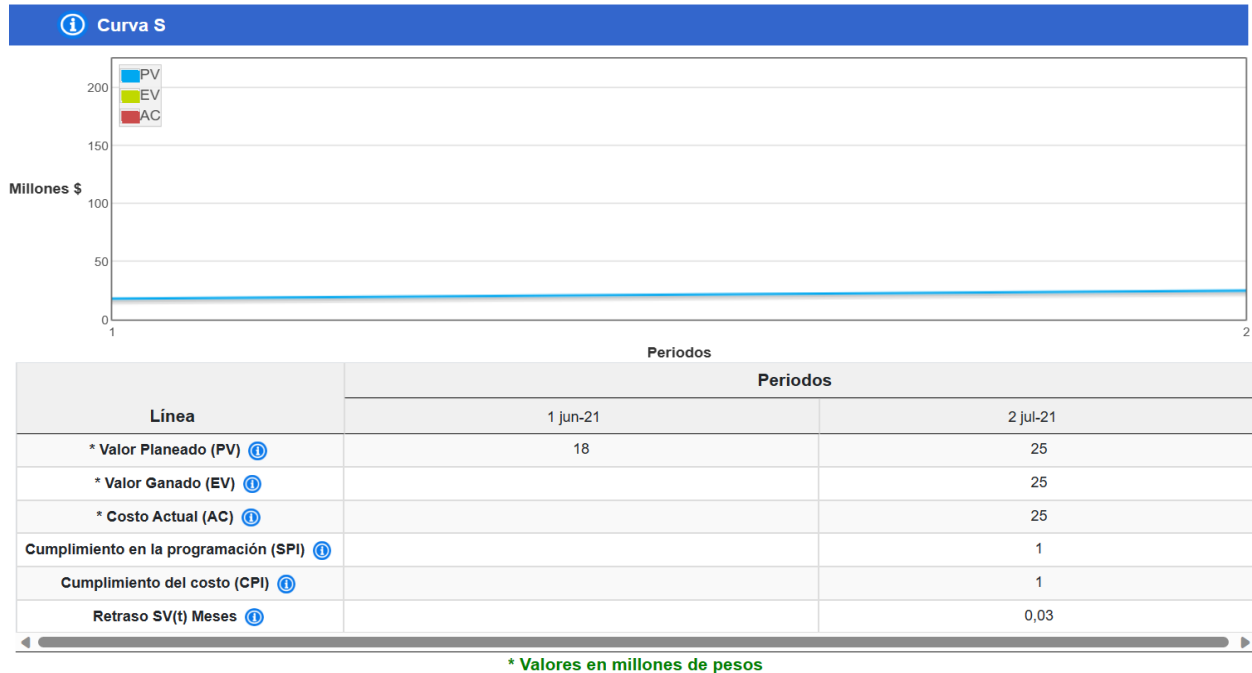 Curva S
PV
EV
AC
200
150
Millones $
100
50
0
1
2
Periodos
Línea
Periodos
1 jun-21
2 jul-21
* Valor Planeado (PV)
18
25
* Valor Ganado (EV)
25
* Costo Actual (AC)
25
Cumplimiento en la programación (SPI)
1
Cumplimiento del costo (CPI)
1
Retraso SV(t) Meses
0,03
* Valores en millones de pesos